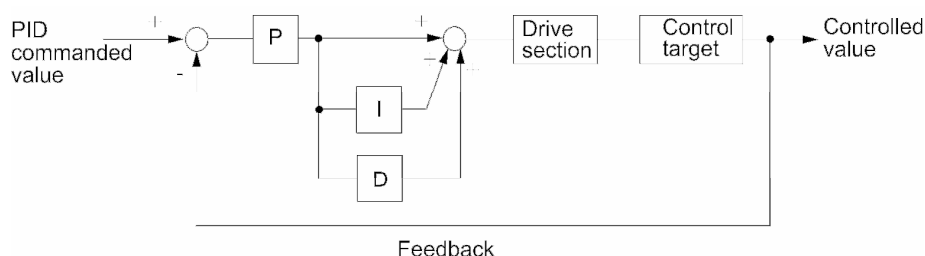 PID
commanded
value
+
-
P
I
D
+
+
Drive
section
Control
target
Controlled
value
Feedback